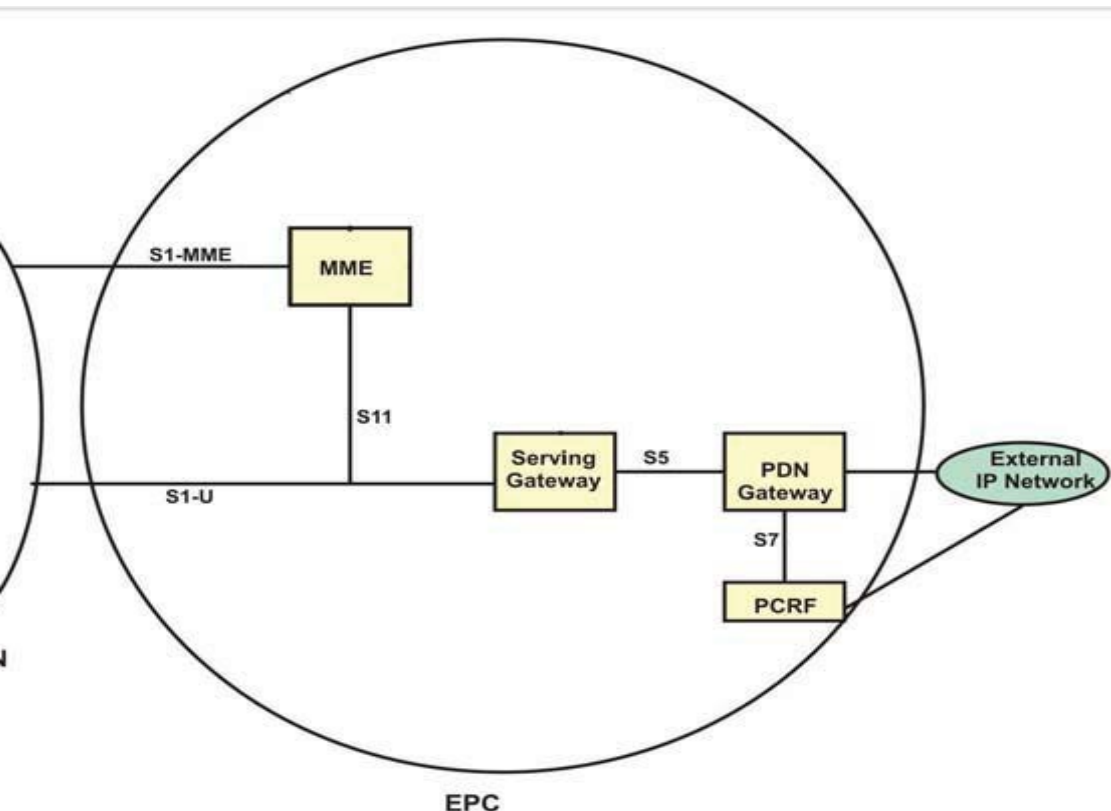 S1-MME
MME
S11
Serving
Gateway
S5
PDN
Gateway
External
IP Network
S1-U
S7
PCRF
N
EPC